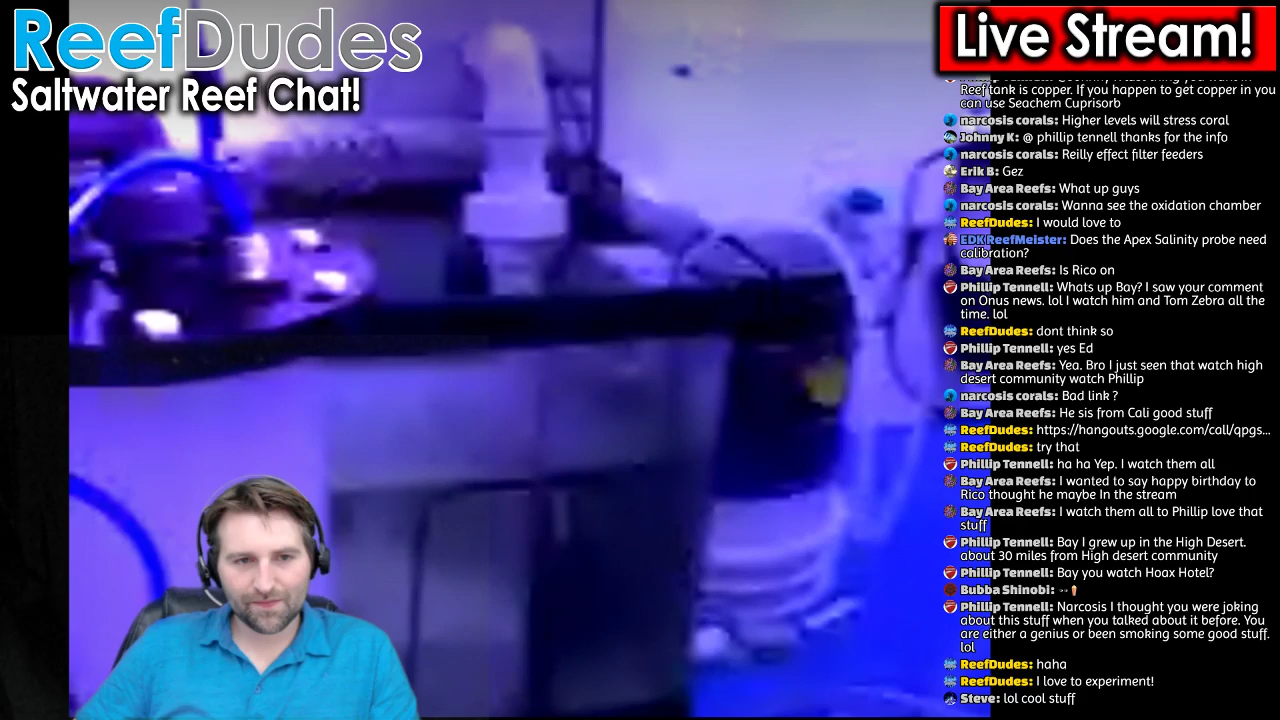 ReefDudes
Saltwater Reef Chat!
Live Stream!
Reef tank is copper. If you happen to get copper in you
can use Seachem Cuprisorb
narcosis corals: Higher levels will stress coral
Johnny K: @ phillip tennell thanks for the info
narcosis corals: Reilly effect filter feeders
Erik B: Gez
Bay Area Reefs: What up guys
narcosis corals: Wanna see the oxidation chamber
ReefDudes: I would love to
EDK ReefMeister: Does the Apex Salinity probe need
calibration?
Bay Area Reefs: Is Rico on
Phillip Tennell: Whats up Bay? I saw your comment
on Onus news. lol I watch him and Tom Zebra all the
time. lol
ReefDudes: dont think so
Phillip Tennell: yes Ed
Bay Area Reefs: Yea. Bro I just seen that watch high
desert community watch Phillip
narcosis corals: Bad link ?
Bay Area Reefs: He sis from Cali good stuff
ReefDudes: https://hangouts.google.com/call/qpgs...
ReefDudes: try that
Phillip Tennell: ha ha Yep. I watch them all
Bay Area Reefs: I wanted to say happy birthday to
Rico thought he maybe In the stream
Bay Area Reefs: I watch them all to Phillip love that
stuff
Phillip Tennell: Bay I grew up in the High Desert.
about 30 miles from High desert community
Phillip Tennell: Bay you watch Hoax Hotel?
Bubba Shinobi:
Phillip Tennell: Narcosis I thought you were joking
about this stuff when you talked about it before. You
are either a genius or been smoking some good stuff.
lol
ReefDudes: haha
ReefDudes: I love to experiment!
Steve: lol cool stuff